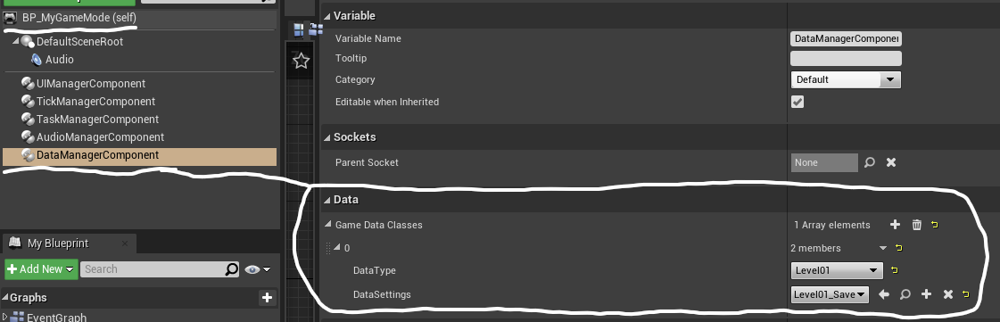 BP_MyGameMode (self)
DefaultSceneRoot
Audio
UIManagerComponent
TickManagerComponent
TaskManagerComponent
AudioManagerComponent
DataManagerComponent
My Blueprint
Add New
Search
Graphs
EventGraph
Variable
Variable Name
DataManagerComponen
Tooltip
Category
Default
Editable when Inherited
Sockets
Parent Socket
None
Data
Game Data Classes
1 Array elements
0
2 members
DataType
Level01
DataSettings
Level01_Save